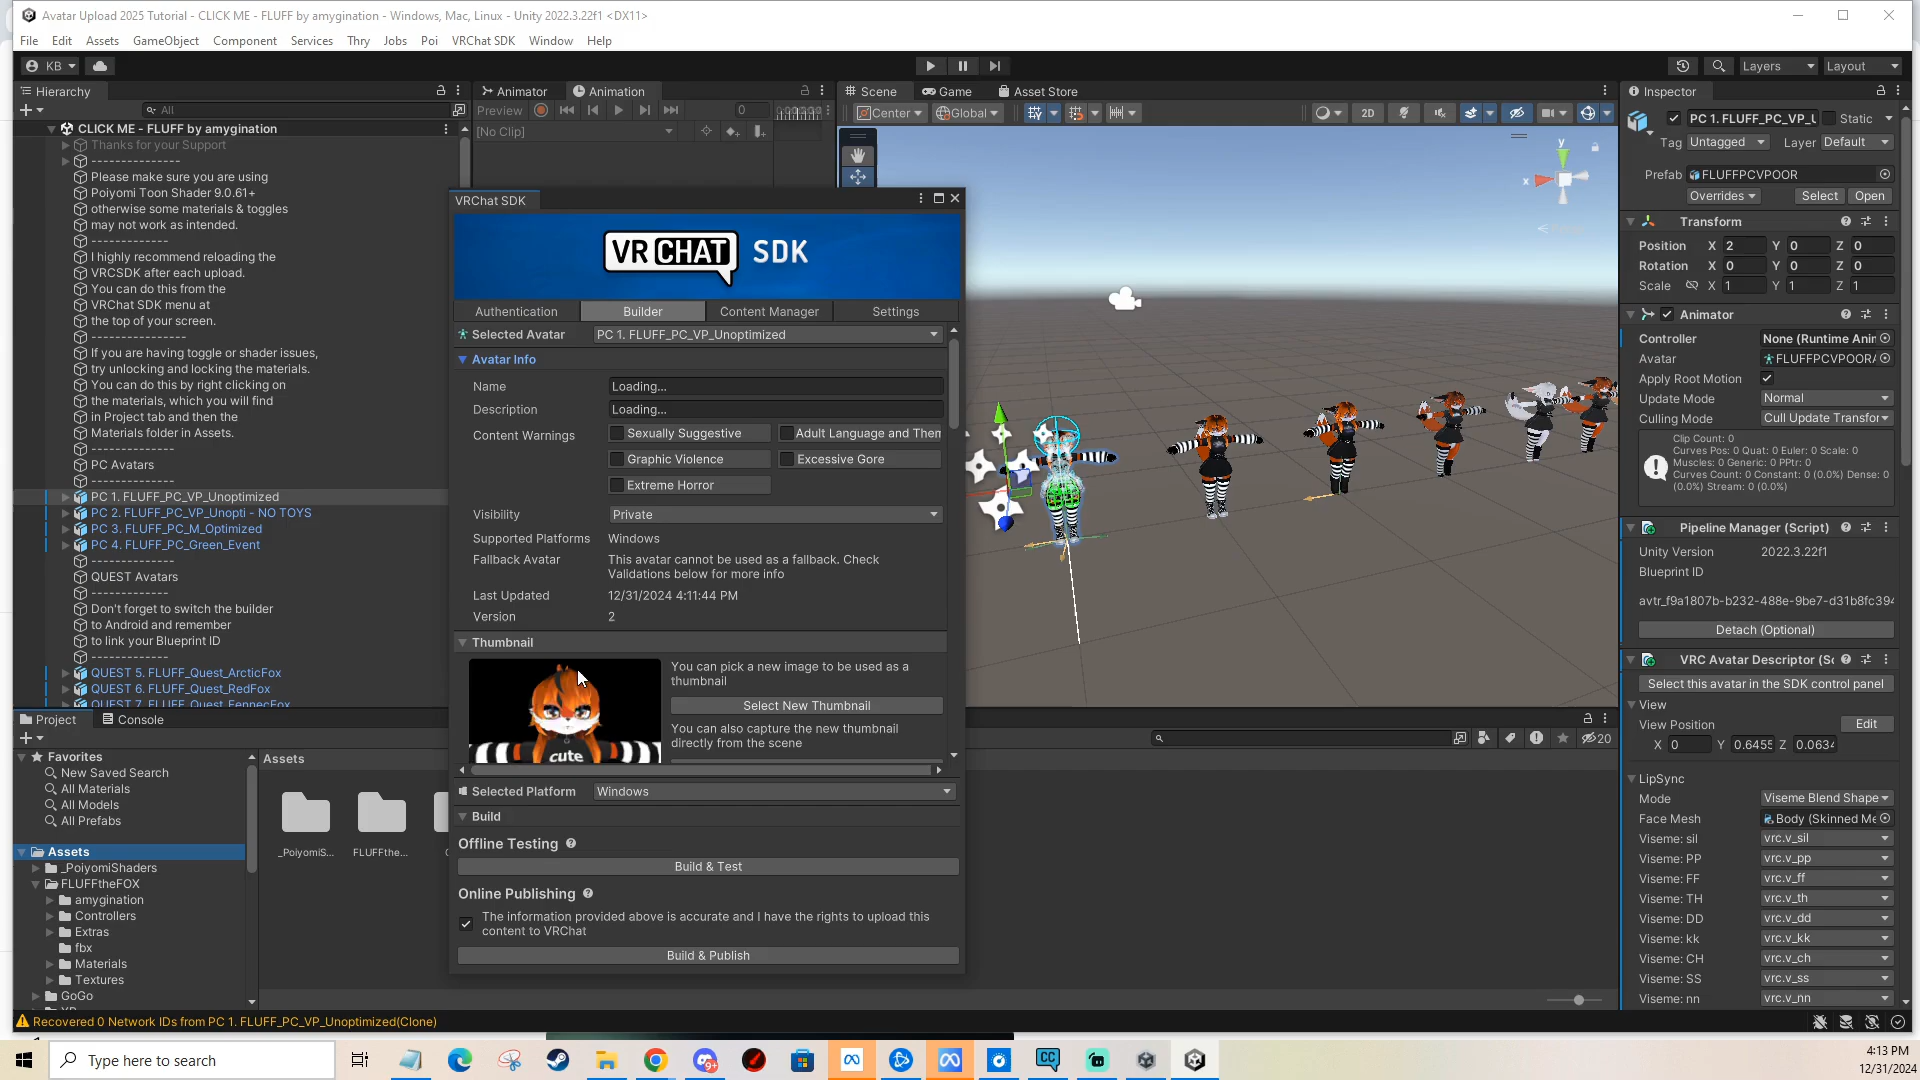 Avatar Upload 2025 Tutorial - CLICK ME - FLUFF by amygination - Windows, Mac, Linux - Unity 2022.3.22f1 <DX11>
File Edit Assets GameObject Component Services Thry Jobs Poi VRChat SDK Window Help
KB
Layers
Layout
Hierarchy
All
CLICK ME - FLUFF by amygination
Thanks for your Support
---------------
Please make sure you are using
Poiyomi Toon Shader 9.0.61+
otherwise some materials & toggles
may not work as intended.
-------------
I highly recommend reloading the
VRCSDK after each upload.
You can do this from the
VRChat SDK menu at
the top of your screen.
----------------
If you are having toggle or shader issues,
try unlocking and locking the materials.
You can do this by right clicking on
the materials, which you will find
in Project tab and then the
Materials folder in Assets.
--------------
PC Avatars
--------------
PC 1. FLUFF_PC_VP_Unoptimized
PC 2. FLUFF_PC_VP_Unopti - NO TOYS
PC 3. FLUFF_PC_M_Optimized
PC 4. FLUFF_PC_Green_Event
--------------
QUEST Avatars
-------------
Don't forget to switch the builder
to Android and remember
to link your Blueprint ID
-------------
QUEST 5. FLUFF_Quest_ArcticFox
QUEST 6. FLUFF_Quest_RedFox
QUEST 7. FLUFF_Quest_FennecFox
Animator Animation
Preview
0
[No Clip]
Scene Game Asset Store
Center Global
2D
y
x
VRChat SDK
VRCHAT SDK
Authentication Builder Content Manager Settings
Selected Avatar PC 1. FLUFF_PC_VP_Unoptimized
Avatar Info
Name Loading...
Description Loading...
Content Warnings Sexually Suggestive Adult Language and Then
Graphic Violence Excessive Gore
Extreme Horror
Visibility Private
Supported Platforms Windows
Fallback Avatar This avatar cannot be used as a fallback. Check
Validations below for more info
Last Updated 12/31/2024 4:11:44 PM
Version 2
Thumbnail
cute
You can pick a new image to be used as a
thumbnail
Select New Thumbnail
You can also capture the new thumbnail
directly from the scene
Selected Platform Windows
Build
Offline Testing
Build & Test
Online Publishing
The information provided above is accurate and I have the rights to upload this
content to VRChat
Build & Publish
Inspector
PC 1. FLUFF_PC_VP_U Static
Tag Untagged Layer Default
Prefab FLUFFPCVPOOR
Overrides Select Open
Transform
Position X 2 Y 0 Z 0
Rotation X 0 Y 0 Z 0
Scale X 1 Y 1 Z 1
Animator
Controller None (Runtime Anim
Avatar FLUFFPCVPOORA
Apply Root Motion
Update Mode Normal
Culling Mode Cull Update Transfor
Clip Count: 0
Curves Pos: 0 Quat: 0 Euler: 0 Scale: 0
Muscles: 0 Generic: 0 PPtr: 0
Curves Count: 0 Constant: 0 (0.0%) Dense: 0
(0.0%) Stream: 0 (0.0%)
Pipeline Manager (Script)
Unity Version 2022.3.22f1
Blueprint ID
avtr_f9a1807b-b232-488e-9be7-d31b8fc394
Detach (Optional)
VRC Avatar Descriptor (Sc
Select this avatar in the SDK control panel
View
View Position Edit
X 0 Y 0.6455 Z 0.0634
LipSync
Mode Viseme Blend Shape
Face Mesh Body (Skinned Me
Viseme: sil vrc.v_sil
Viseme: PP vrc.v_pp
Viseme: FF vrc.v_ff
Viseme: TH vrc.v_th
Viseme: DD vrc.v_dd
Viseme: kk vrc.v_kk
Viseme: CH vrc.v_ch
Viseme: SS vrc.v_ss
Viseme: nn vrc.v_nn
Project Console
20
Favorites
New Saved Search
All Materials
All Models
All Prefabs
Assets
_PoiyomiShaders
FLUFFtheFOX
amygination
Controllers
Extras
fbx
Materials
Textures
GoGo
Assets
_PoiyomiS...
FLUFFthe...
Recovered 0 Network IDs from PC 1. FLUFF_PC_VP_Unoptimized(Clone)
Type here to search
9+
CC
4:13 PM
12/31/2024